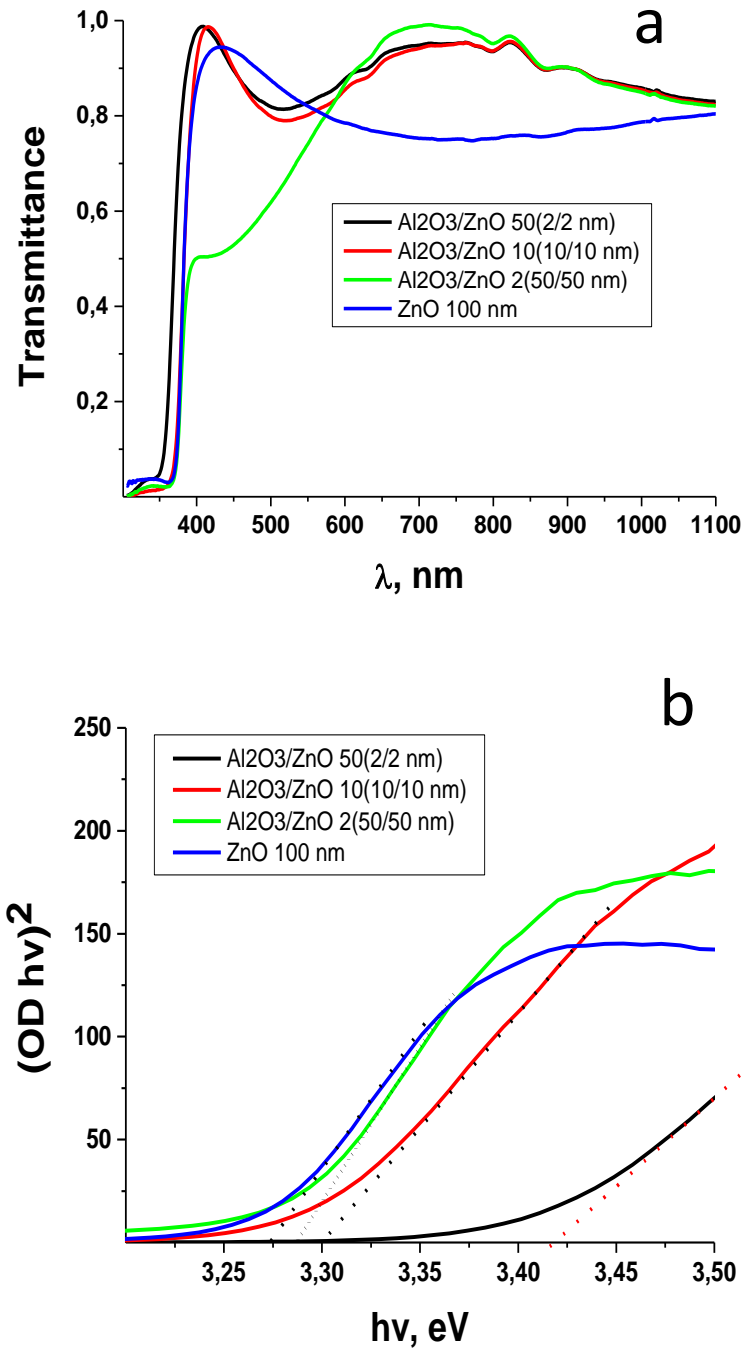 a
1,0
0,8
0,6
0,4
0,2
Transmittance
Al2O3/ZnO 50(2/2 nm)
Al2O3/ZnO 10(10/10 nm)
Al2O3/ZnO 2(50/50 nm)
ZnO 100 nm
400 500 600 700 800 900 1000 1100
λ, nm
b
250
200
150
100
50
(OD hν)2
Al2O3/ZnO 50(2/2 nm)
Al2O3/ZnO 10(10/10 nm)
Al2O3/ZnO 2(50/50 nm)
ZnO 100 nm
3,25 3,30 3,35 3,40 3,45 3,50
hν, eV